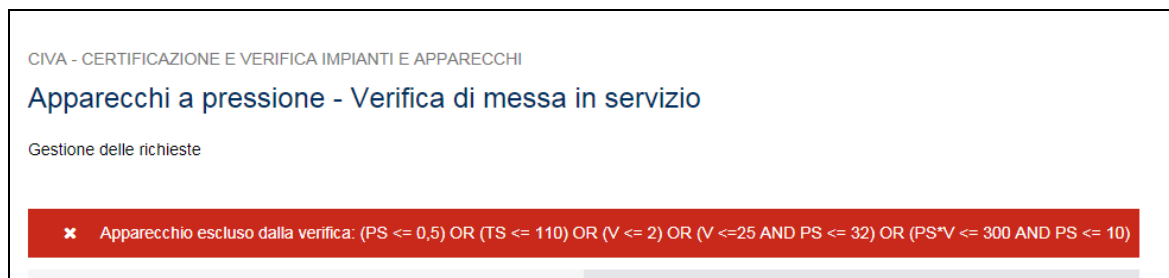 CIVA - CERTIFICAZIONE E VERIFICA IMPIANTI E APPARECCHI
Apparecchi a pressione - Verifica di messa in servizio
Gestione delle richieste
✖ Apparecchio escluso dalla verifica: (PS <= 0,5) OR (TS <= 110) OR (V <= 2) OR (V <=25 AND PS <= 32) OR (PS*V <= 300 AND PS <= 10)